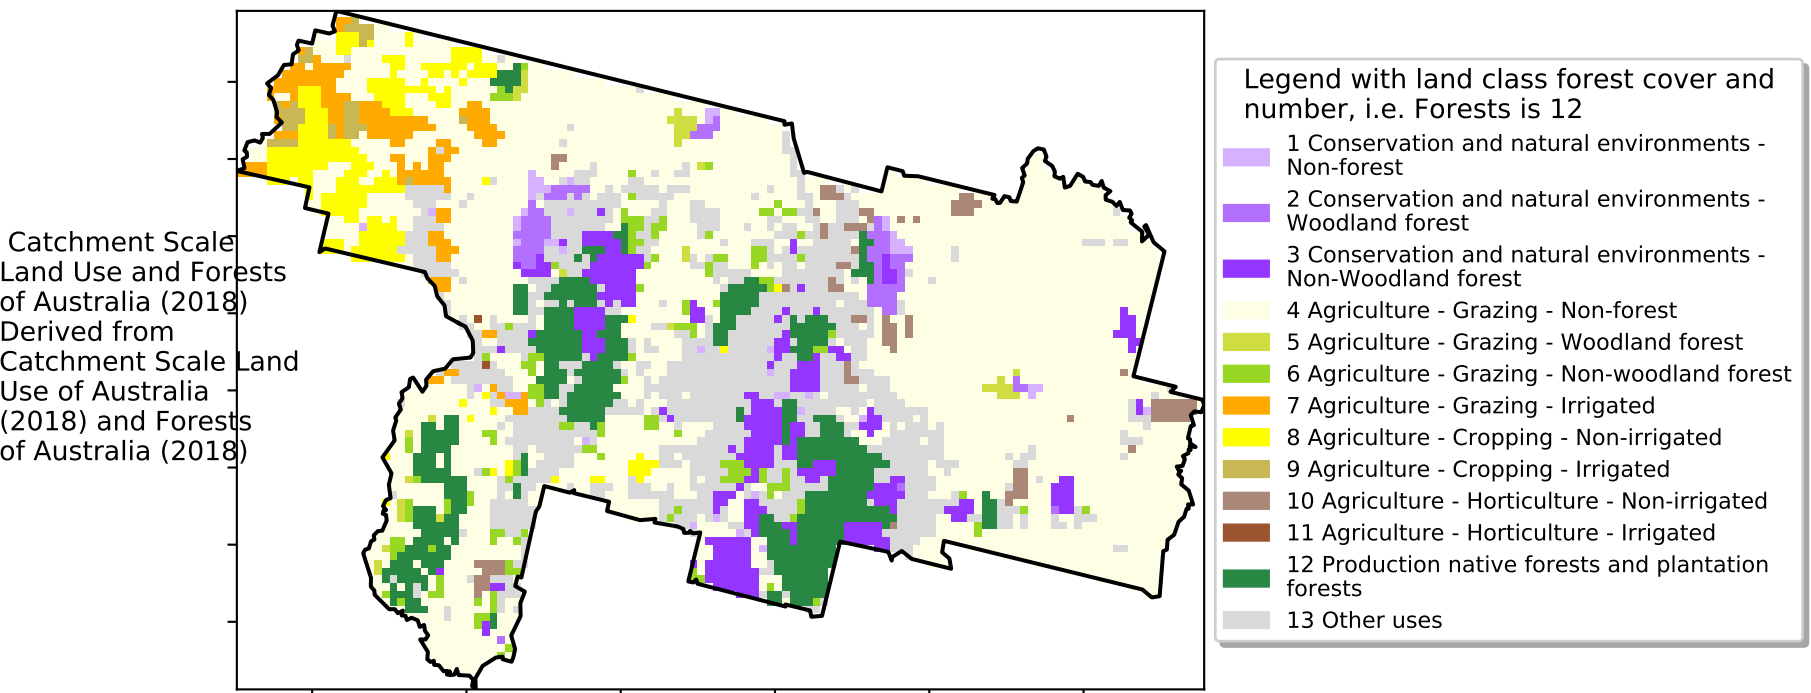 Catchment Scale
Land Use and Forests
of Australia (2018)
Derived from
Catchment Scale Land
Use of Australia
(2018) and Forests
of Australia (2018)
Legend with land class forest cover and
number, i.e. Forests is 12
1 Conservation and natural environments -
Non-forest
2 Conservation and natural environments -
Woodland forest
3 Conservation and natural environments -
Non-Woodland forest
4 Agriculture - Grazing - Non-forest
5 Agriculture - Grazing - Woodland forest
6 Agriculture - Grazing - Non-woodland forest
7 Agriculture - Grazing - Irrigated
8 Agriculture - Cropping - Non-irrigated
9 Agriculture - Cropping - Irrigated
10 Agriculture - Horticulture - Non-irrigated
11 Agriculture - Horticulture - Irrigated
12 Production native forests and plantation
forests
13 Other uses